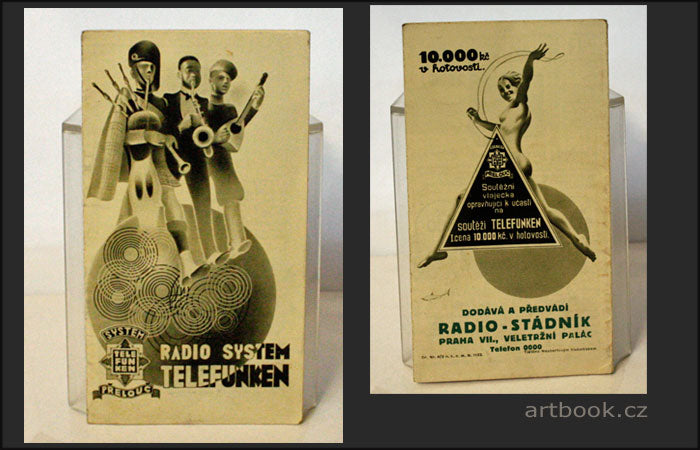 SYSTEM
TELE
FUN
KEN
PŘELOUČ
RADIO SYSTEM
TELEFUNKEN
10.000 kč
v hotovosti.
PŘELOUČ
Soutěžní
vlaječka
opravňující k účasti
na
soutěži TELEFUNKEN
I cena 10 000 kč. v hotovosti.
DODÁVÁ A PŘEDVÁDÍ
RADIO - STÁDNÍK
PRAHA VII., VELETRŽNÍ PALÁC
Telefon 0000
artbook.cz